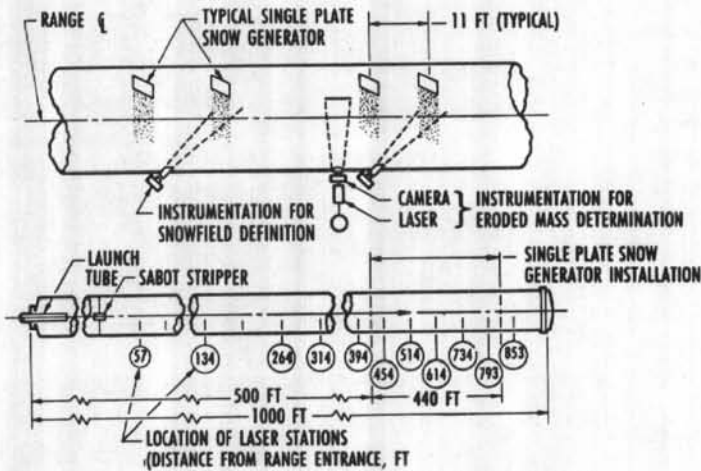 RANGE ℄
TYPICAL SINGLE PLATE
SNOW GENERATOR
11 FT (TYPICAL)
INSTRUMENTATION FOR
SNOWFIELD DEFINITION
CAMERA
LASER
INSTRUMENTATION FOR
ERODED MASS DETERMINATION
LAUNCH
TUBE
SABOT STRIPPER
SINGLE PLATE SNOW
GENERATOR INSTALLATION
57
134
264
314
394
454
514
614
734
793
853
500 FT
440 FT
1000 FT
LOCATION OF LASER STATIONS
(DISTANCE FROM RANGE ENTRANCE, FT